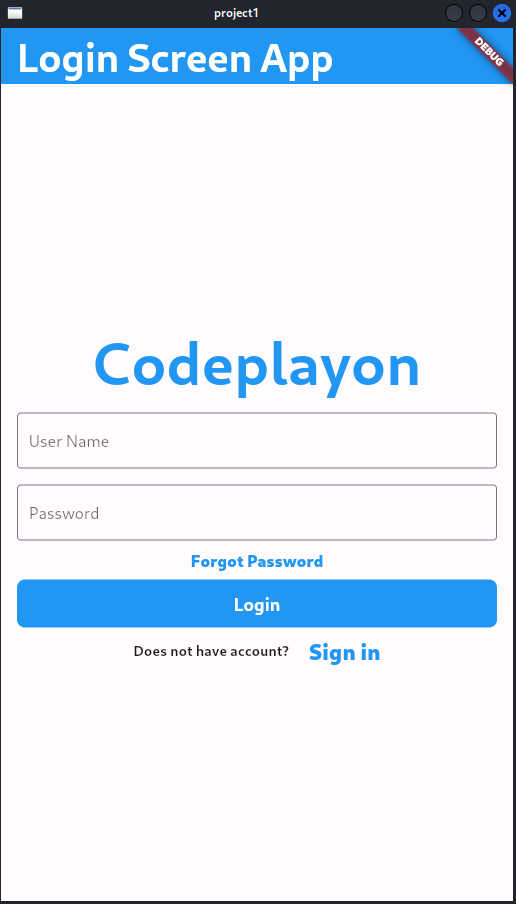 project1
Login Screen App
DEBUG
Codeplayon
User Name
Password
Forgot Password
Login
Does not have account? Sign in